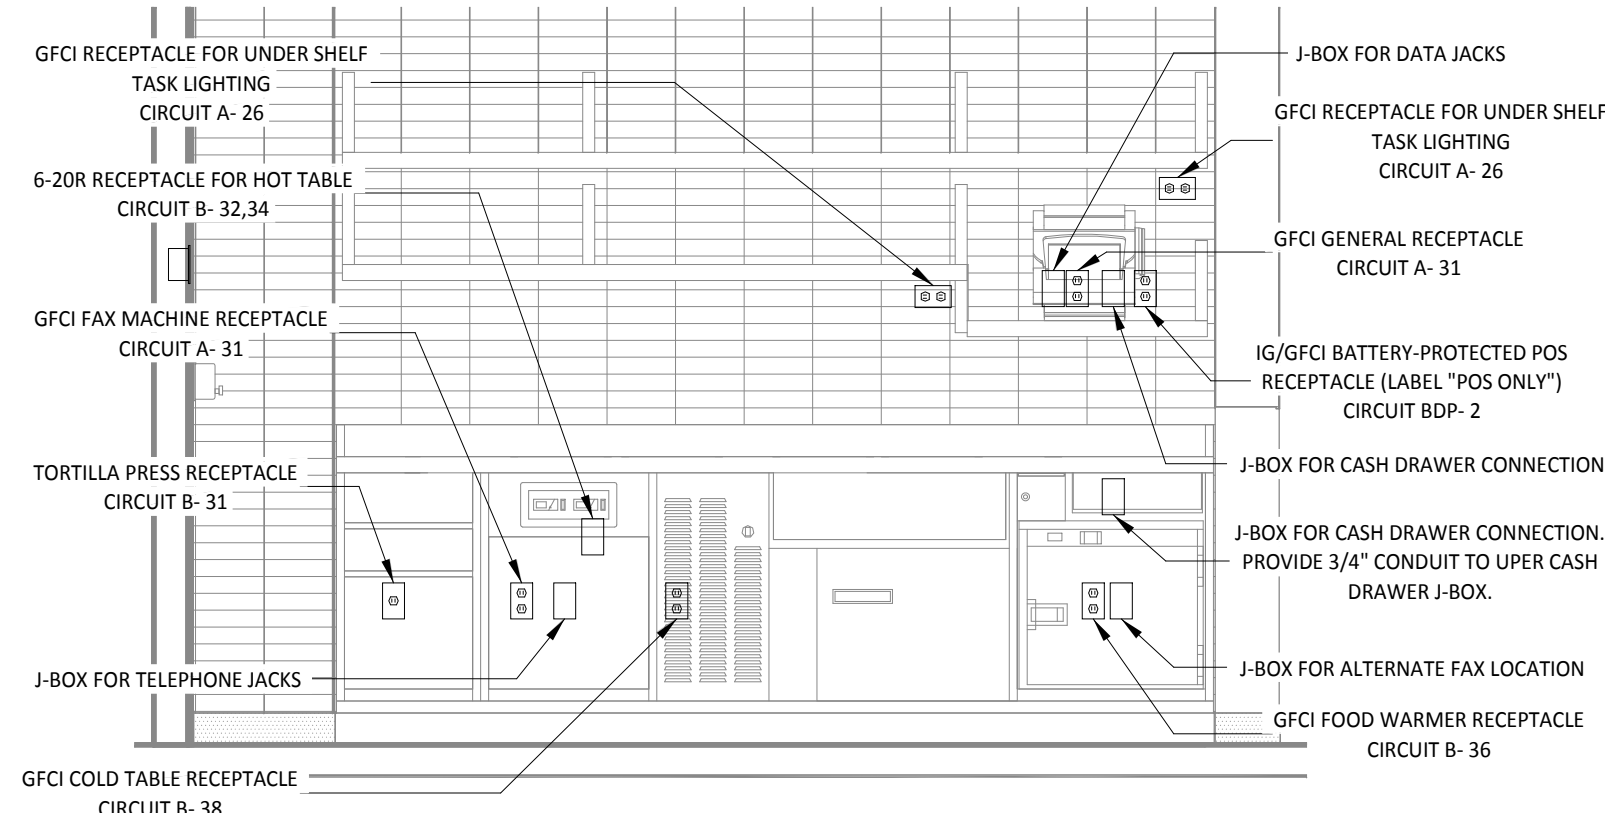 GFCI RECEPTACLE FOR UNDER SHELF
TASK LIGHTING
CIRCUIT A- 26
6-20R RECEPTACLE FOR HOT TABLE
CIRCUIT B- 32,34
GFCI FAX MACHINE RECEPTACLE
CIRCUIT A- 31
TORTILLA PRESS RECEPTACLE
CIRCUIT B- 31
J-BOX FOR TELEPHONE JACKS
GFCI COLD TABLE RECEPTACLE
CIRCUIT B- 38
J-BOX FOR DATA JACKS
GFCI RECEPTACLE FOR UNDER SHELF
TASK LIGHTING
CIRCUIT A- 26
GFCI GENERAL RECEPTACLE
CIRCUIT A- 31
IG/GFCI BATTERY-PROTECTED POS
RECEPTACLE (LABEL "POS ONLY")
CIRCUIT BDP- 2
J-BOX FOR CASH DRAWER CONNECTION
J-BOX FOR CASH DRAWER CONNECTION.
PROVIDE 3/4" CONDUIT TO UPER CASH
DRAWER J-BOX.
J-BOX FOR ALTERNATE FAX LOCATION
GFCI FOOD WARMER RECEPTACLE
CIRCUIT B- 36